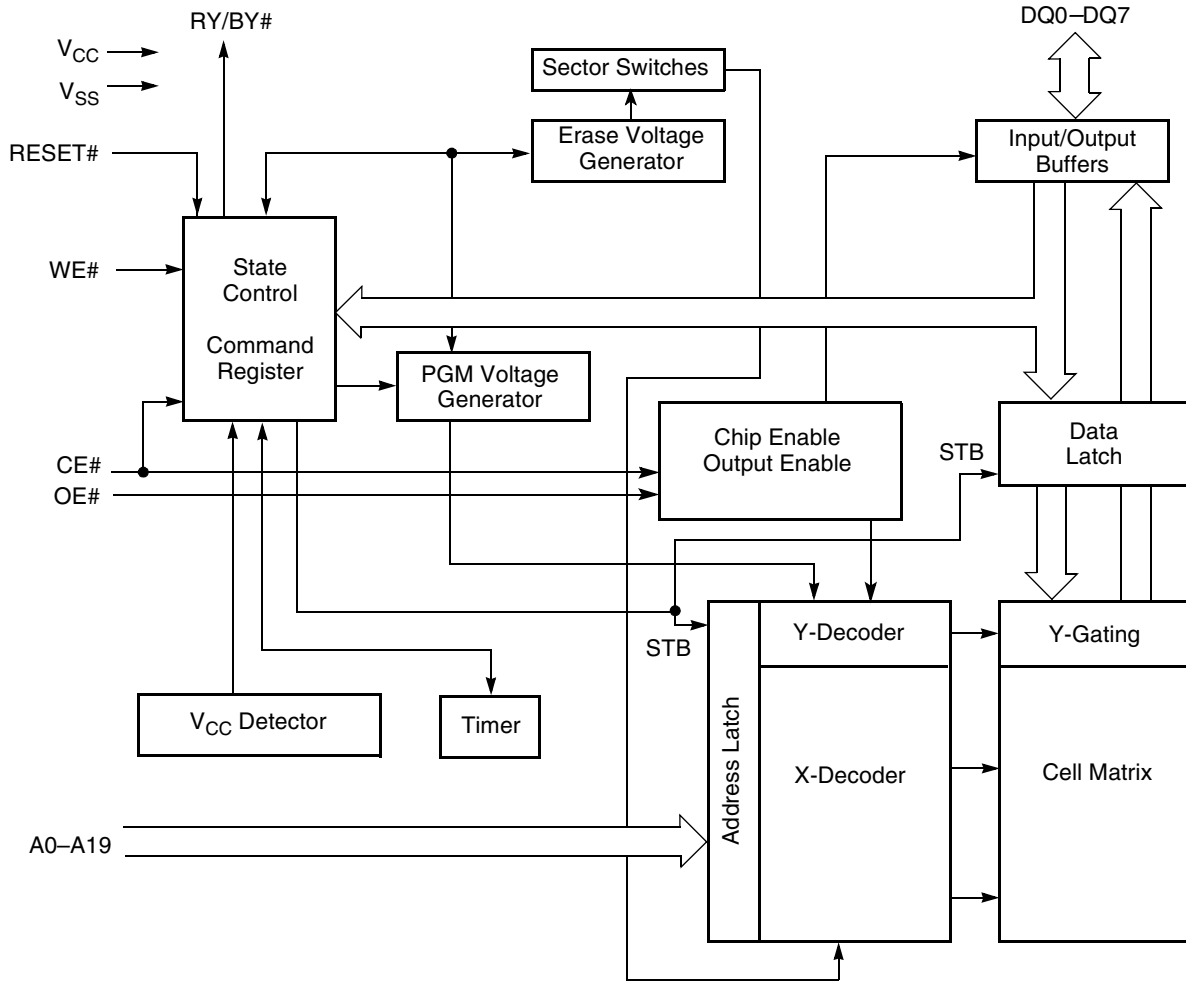 RY/BY#
DQ0–DQ7
VCC
VSS
Sector Switches
Erase Voltage
Generator
Input/Output
Buffers
RESET#
WE#
State
Control
Command
Register
PGM Voltage
Generator
Chip Enable
Output Enable
STB
Data
Latch
CE#
OE#
STB
Y-Decoder
Y-Gating
VCC Detector
Timer
Address Latch
X-Decoder
Cell Matrix
A0–A19